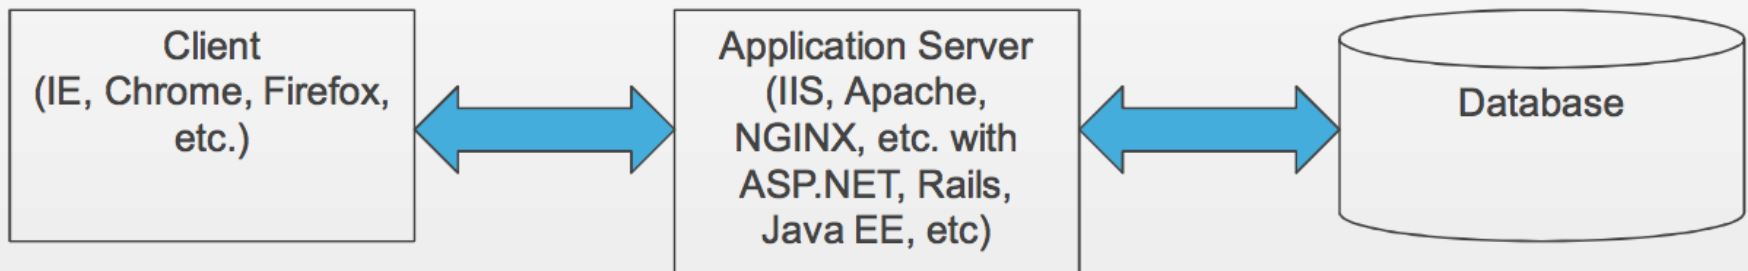 Client
(IE, Chrome, Firefox,
etc.)
Application Server
(IIS, Apache,
NGINX, etc. with
ASP.NET, Rails,
Java EE, etc)
Database